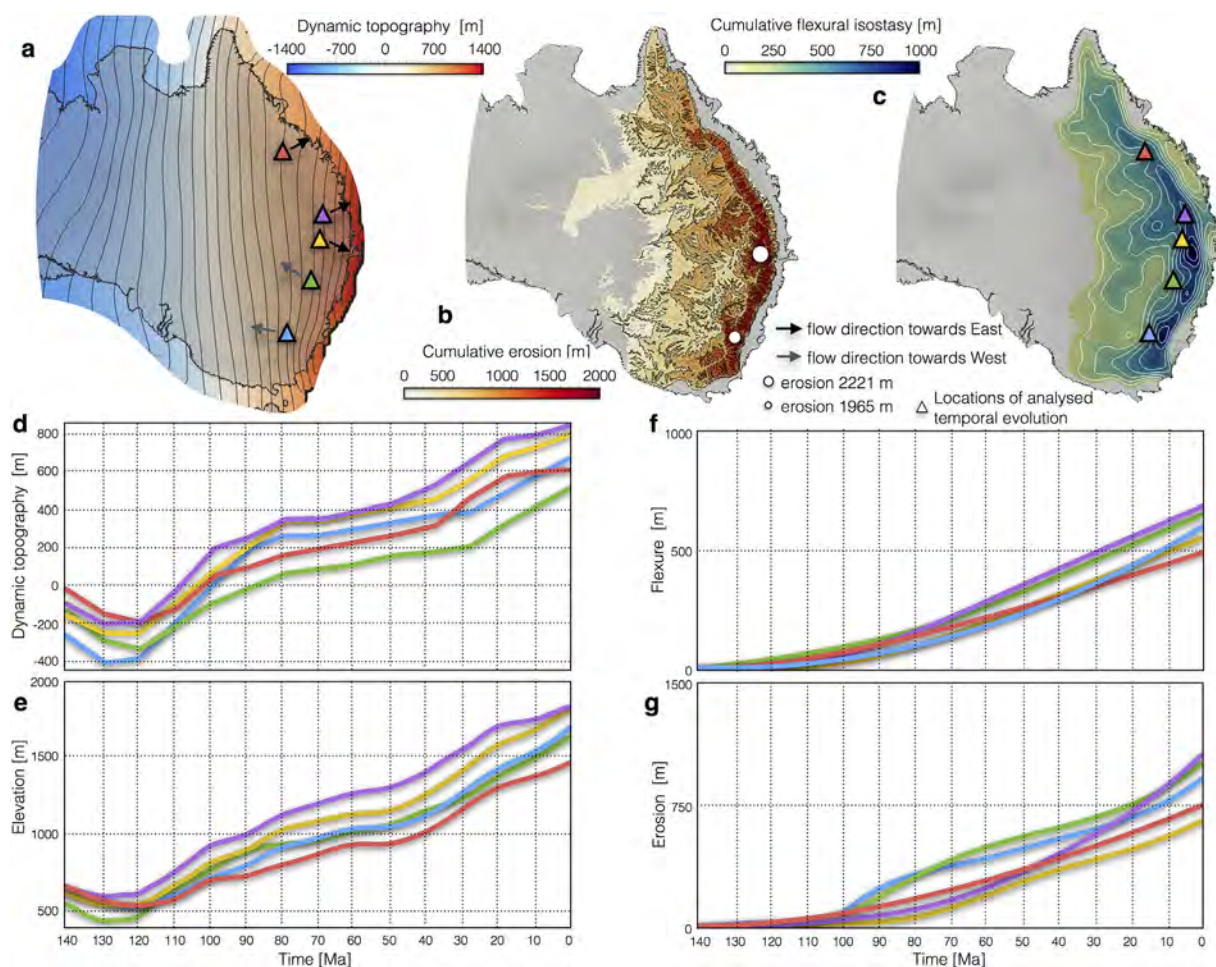 a
Dynamic topography [m]
-1400 -700 0 700 1400
b
Cumulative erosion [m]
0 500 1000 1500 2000
Cumulative flexural isostasy [m]
0 250 500 750 1000
c
flow direction towards East
flow direction towards West
erosion 2221 m
erosion 1965 m
Locations of analysed
temporal evolution
d
Dynamic topography [m]
800
600
400
200
0
-200
-400
e
Elevation [m]
2000
1500
1000
500
140 130 120 110 100 90 80 70 60 50 40 30 20 10 0
Time [Ma]
f
Flexure [m]
1000
500
0
g
Erosion [m]
1500
750
0
140 130 120 110 100 90 80 70 60 50 40 30 20 10 0
Time [Ma]